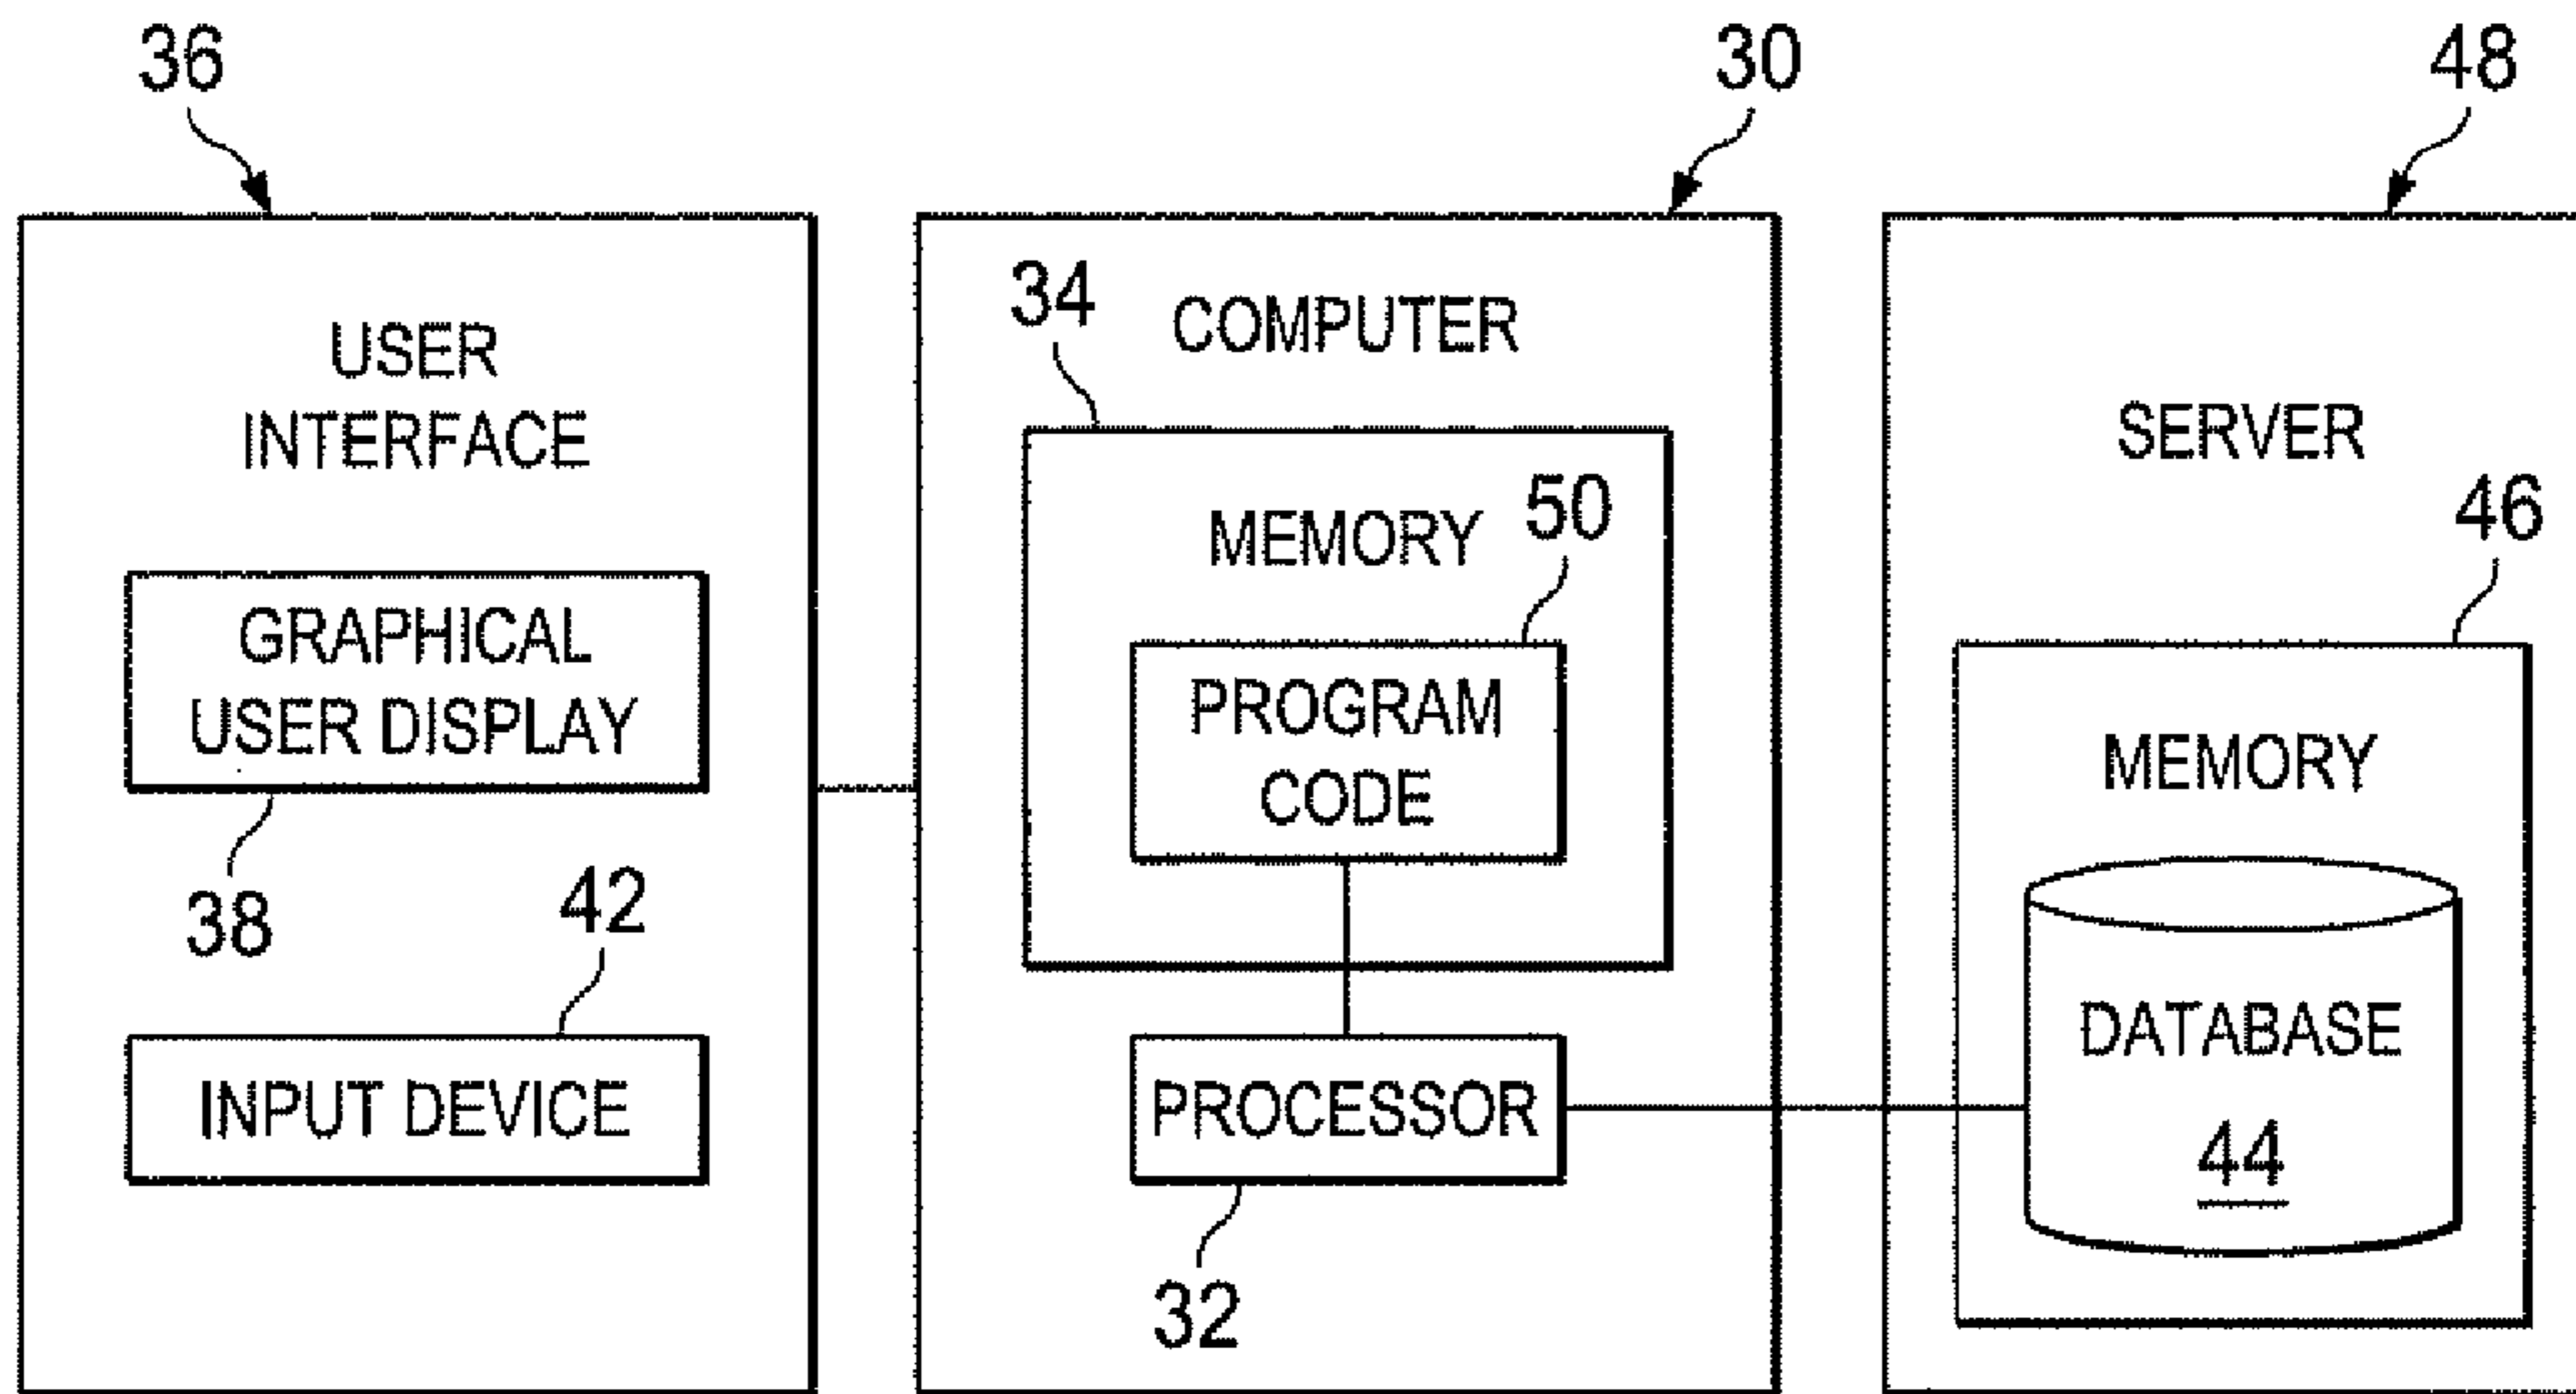 36
30
48
USER
INTERFACE
GRAPHICAL
USER DISPLAY
38
42
INPUT DEVICE
COMPUTER
34
MEMORY
50
PROGRAM
CODE
PROCESSOR
32
SERVER
46
MEMORY
DATABASE
44